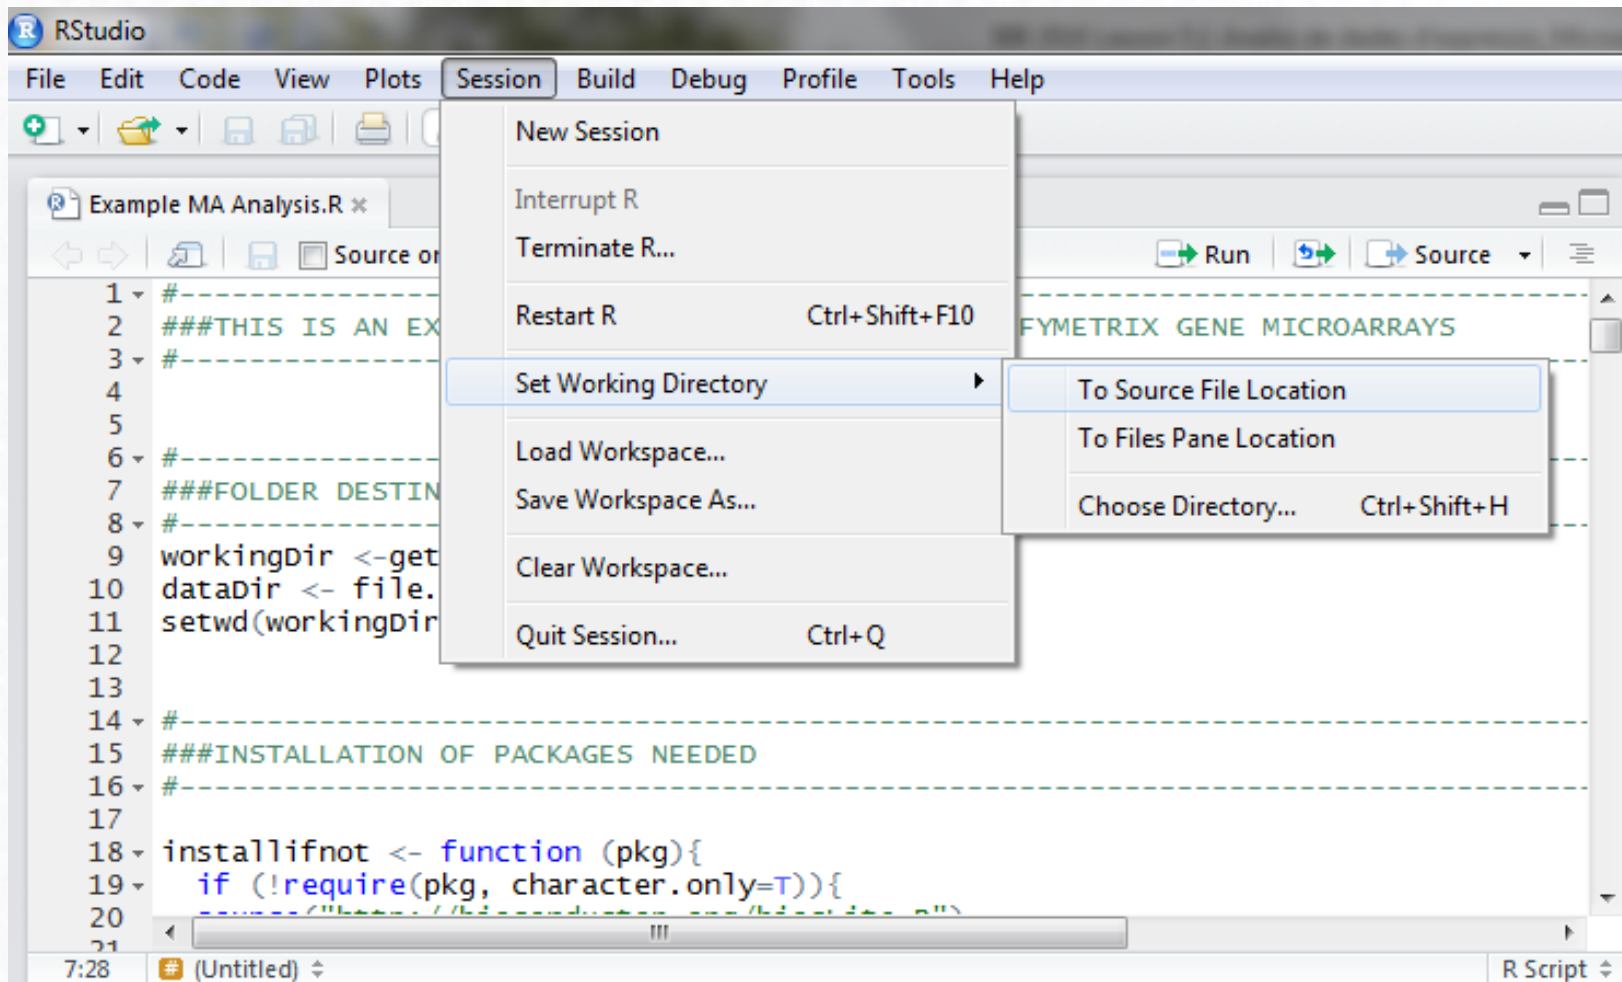 RStudio
File Edit Code View Plots Session Build Debug Profile Tools Help
New Session
Interrupt R
Terminate R...
Restart R Ctrl+Shift+F10
Set Working Directory
Load Workspace...
Save Workspace As...
Clear Workspace...
Quit Session... Ctrl+Q
To Source File Location
To Files Pane Location
Choose Directory... Ctrl+Shift+H
Example MA Analysis.R
Source or Run Source
1 #--------------------------------
2 ###THIS IS AN EX FYMETRIX GENE MICROARRAYS
3 #--------------------------------
4
5
6 #--------------------------------
7 ###FOLDER DESTIN
8 #--------------------------------
9 workingDir <-get
10 dataDir <- file.
11 setwd(workingDir
12
13
14 #--------------------------------
15 ###INSTALLATION OF PACKAGES NEEDED
16 #--------------------------------
17
18 installifnot <- function (pkg){
19 if (!require(pkg, character.only=T)){
20
21
7:28 # (Untitled) R Script